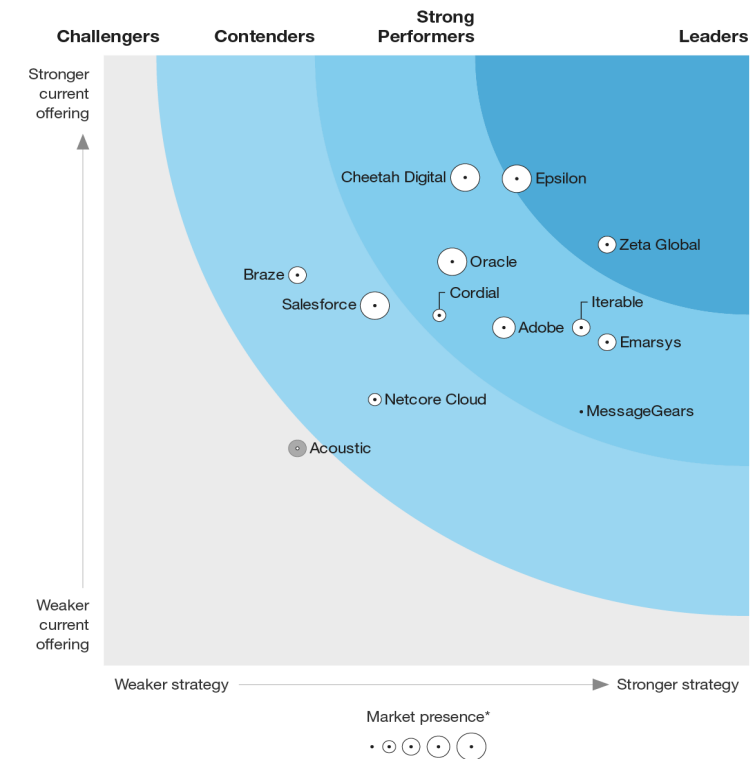 Strong
Challengers
Contenders
Performers
Leaders
Stronger
current
offering
Cheetah Digital
Epsilon
Zeta Global
Oracle
Braze
Cordial
Salesforce
Iterable
Adobe
Emarsys
Netcore Cloud
MessageGears
Acoustic
Weaker
current
offering
Weaker strategy
Stronger strategy
Market presence*